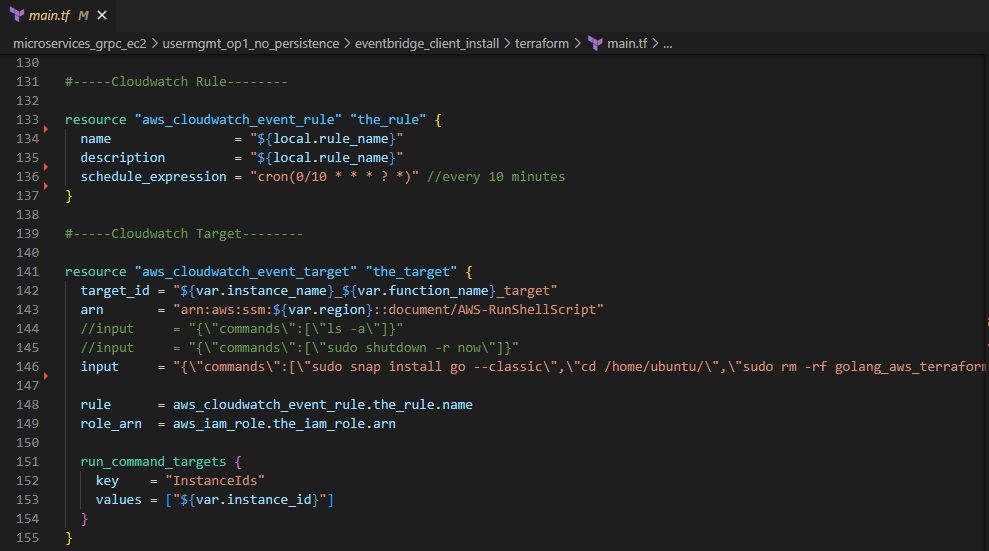 main.tf M ×
microservices_grpc_ec2 > usermgmt_op1_no_persistence > eventbridge_client_install > terraform > main.tf > ...
130
131 #-----Cloudwatch Rule--------
132
133 resource "aws_cloudwatch_event_rule" "the_rule" {
134   name                = "${local.rule_name}"
135   description         = "${local.rule_name}"
136   schedule_expression = "cron(0/10 * * * ? *)" //every 10 minutes
137 }
138
139 #-----Cloudwatch Target--------
140
141 resource "aws_cloudwatch_event_target" "the_target" {
142   target_id = "${var.instance_name}_${var.function_name}_target"
143   arn       = "arn:aws:ssm:${var.region}::document/AWS-RunShellScript"
144   //input     = "{\"commands\":[\"ls -a\"]}"
145   //input     = "{\"commands\":[\"sudo shutdown -r now\"]}"
146   input     = "{\"commands\":[\"sudo snap install go --classic\",\"cd /home/ubuntu/\",\"sudo rm -rf golang_aws_terraform
147
148   rule      = aws_cloudwatch_event_rule.the_rule.name
149   role_arn  = aws_iam_role.the_iam_role.arn
150
151   run_command_targets {
152     key    = "InstanceIds"
153     values = ["${var.instance_id}"]
154   }
155 }